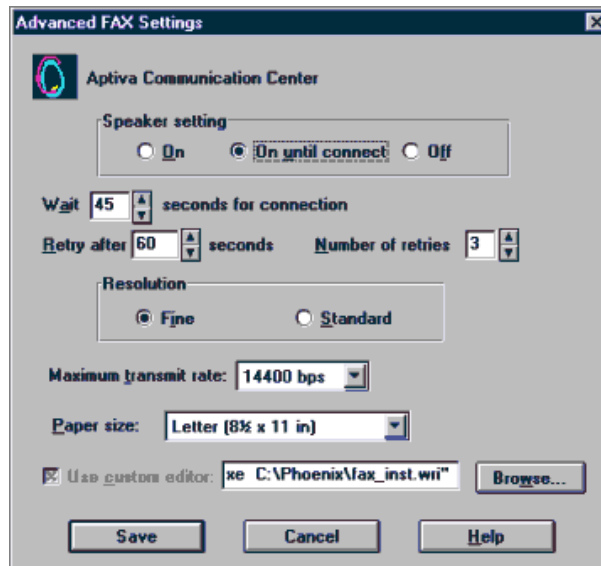 Advanced FAX Settings
Aptiva Communication Center
Speaker setting
On On until connect Off
Wait 45 seconds for connection
Retry after 60 seconds Number of retries 3
Resolution
Fine Standard
Maximum transmit rate: 14400 bps
Paper size: Letter (8½ x 11 in)
Use custom editor: xe C:\Phoenix\fax_inst.wri" Browse...
Save Cancel Help